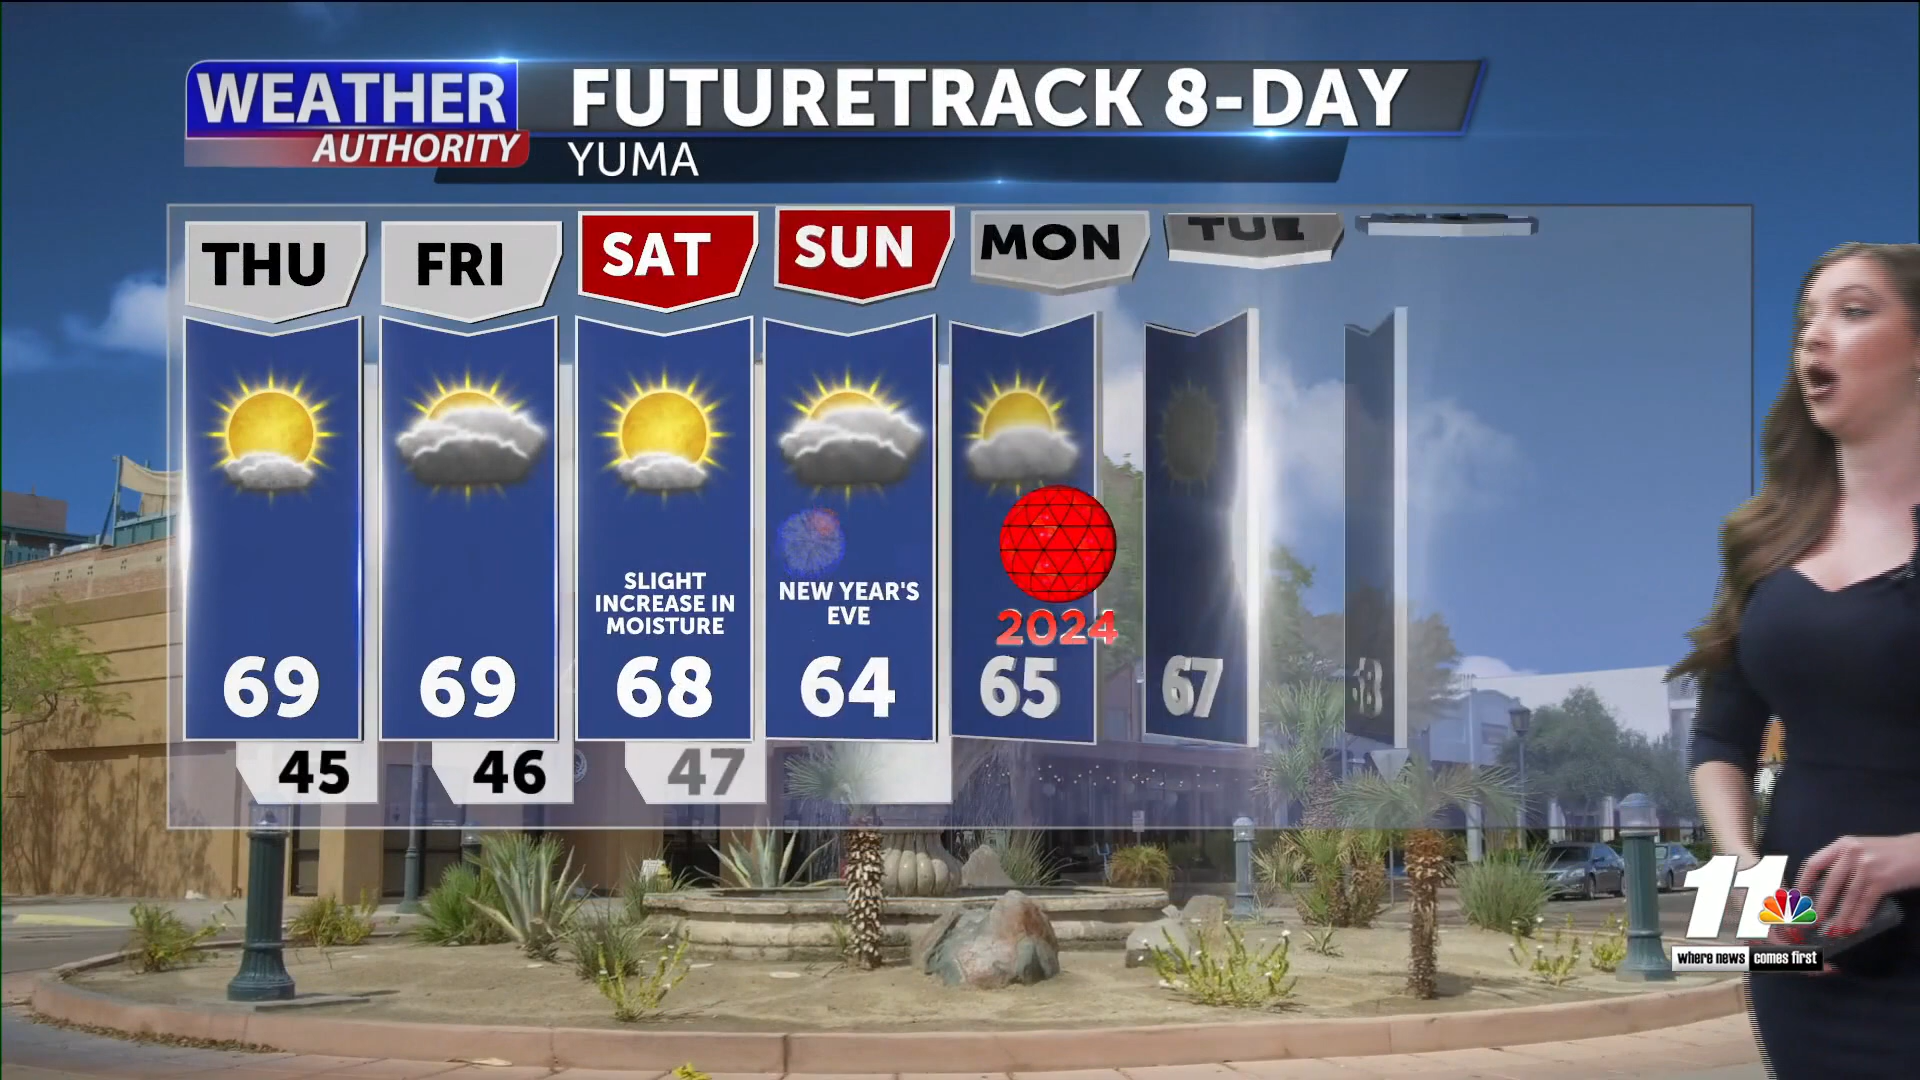 WEATHER
AUTHORITY
FUTURETRACK 8-DAY
YUMA
THU
FRI
SAT
SUN
MON
TUE
SLIGHT
INCREASE IN
MOISTURE
NEW YEAR'S
EVE
2024
69
69
68
64
65
67
45
46
47
11
where news comes first